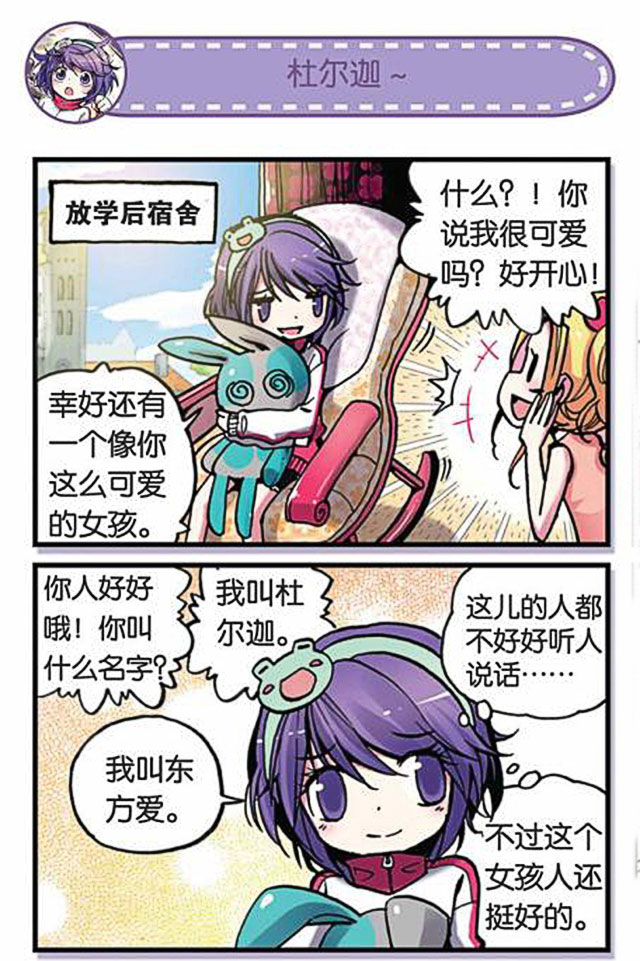 杜尔迦~
放学后宿舍
什么？！你
说我很可爱
吗？好开心！
幸好还有
一个像你
这么可爱
的女孩。
你人好好
哦！你叫
什么名字？
我叫杜
尔迦。
这儿的人都
不好好听人
说话……
我叫东
方爱。
不过这个
女孩人还
挺好的。